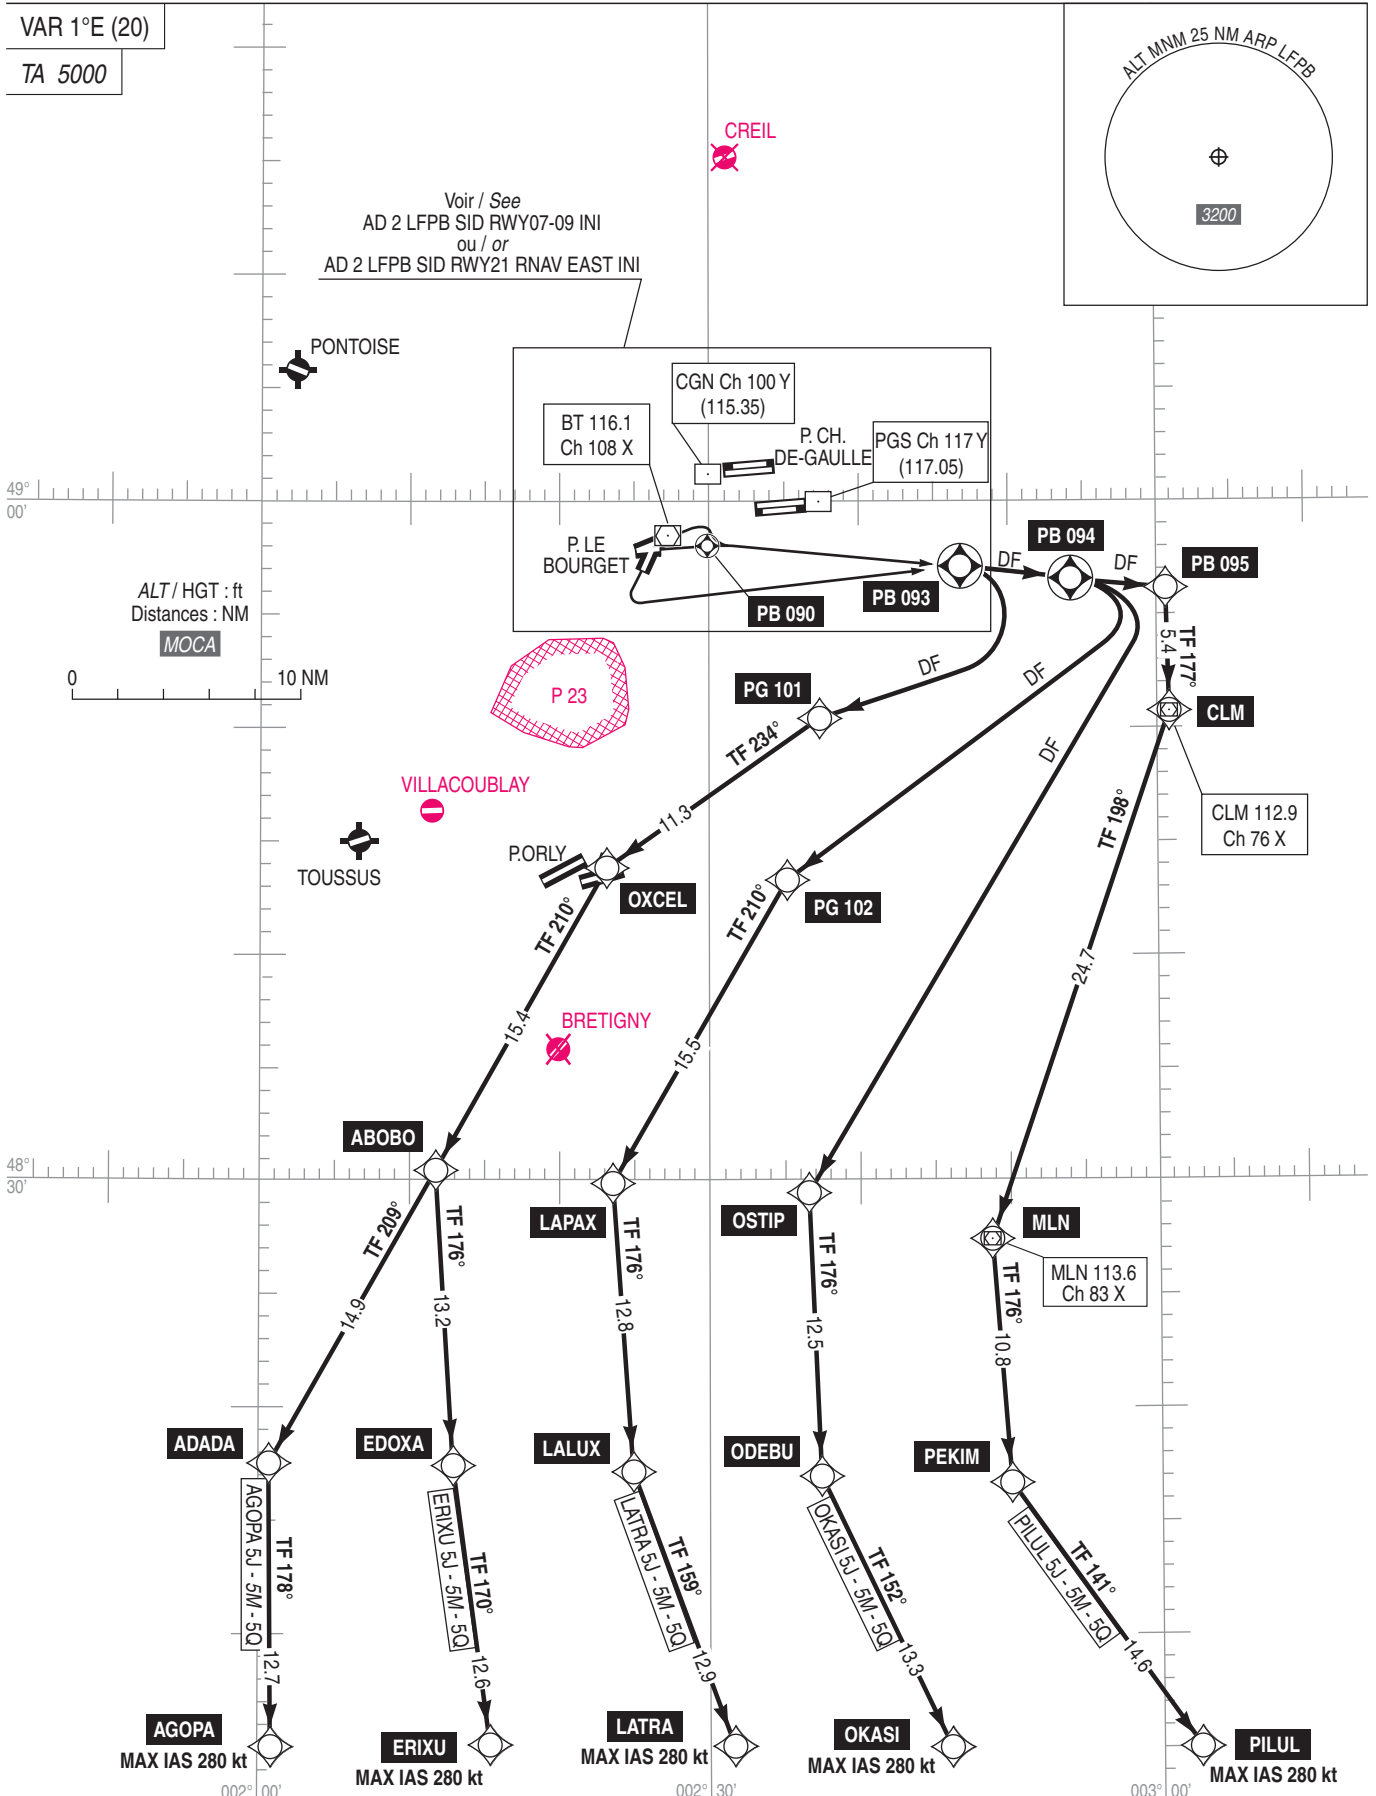 VAR 1°E (20)
TA 5000
ALT MNM 25 NM ARP LFPB
3200
CREIL
Voir / See
AD 2 LFPB SID RWY07-09 INI
ou / or
AD 2 LFPB SID RWY21 RNAV EAST INI
PONTOISE
CGN Ch 100 Y
(115.35)
BT 116.1
Ch 108 X
P. CH.
DE-GAULLE
PGS Ch 117 Y
(117.05)
49°
00'
P. LE
BOURGET
PB 090
PB 093
DF
PB 094
DF
PB 095
ALT / HGT : ft
Distances : NM
MOCA
0 10 NM
P 23
TF 177°
5.4
DF
DF
DF
PG 101
CLM
TF 234°
11.3
CLM 112.9
Ch 76 X
VILLACOUBLAY
TOUSSUS
P.ORLY
OXCEL
PG 102
TF 198°
24.7
TF 210°
15.4
TF 210°
15.5
BRETIGNY
ABOBO
48°
30'
LAPAX
OSTIP
MLN
MLN 113.6
Ch 83 X
TF 209°
14.9
TF 176°
13.2
TF 176°
12.8
TF 176°
12.5
TF 176°
10.8
ADADA
EDOXA
LALUX
ODEBU
PEKIM
AGOPA 5J - 5M - 5Q
TF 178°
12.7
ERIXU 5J - 5M - 5Q
TF 170°
12.6
LATRA 5J - 5M - 5Q
TF 159°
12.9
OKASI 5J - 5M - 5Q
TF 152°
13.3
PILUL 5J - 5M - 5Q
TF 141°
14.6
AGOPA
MAX IAS 280 kt
ERIXU
MAX IAS 280 kt
LATRA
MAX IAS 280 kt
OKASI
MAX IAS 280 kt
PILUL
MAX IAS 280 kt
002° 00'
002° 30'
003° 00'